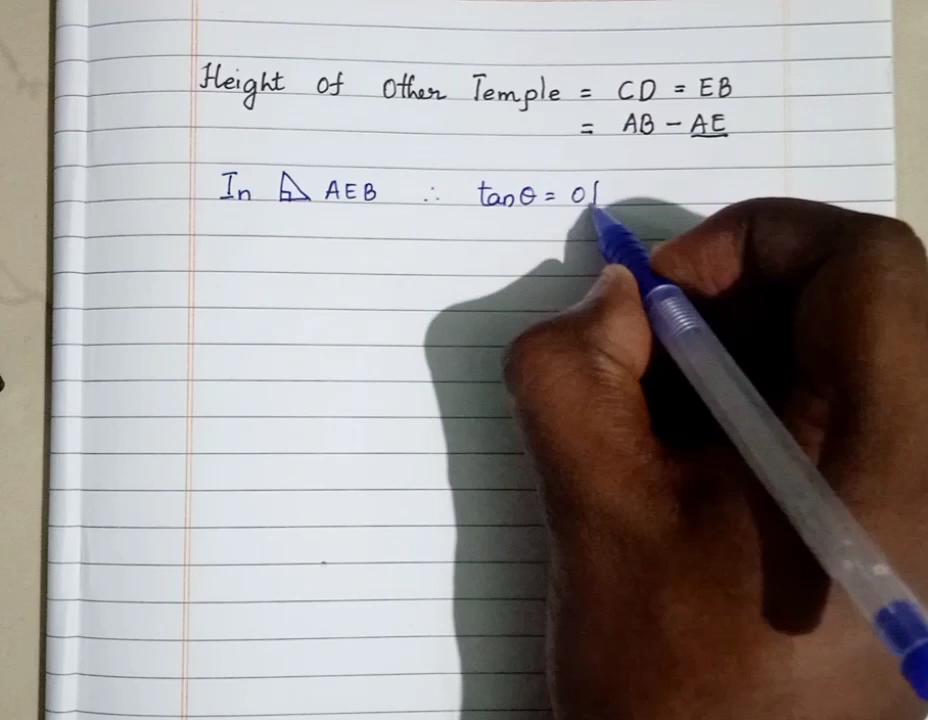 Height of Other Temple = CD = EB
= AB - AE
In ⊿ AEB ∴ tanθ = o